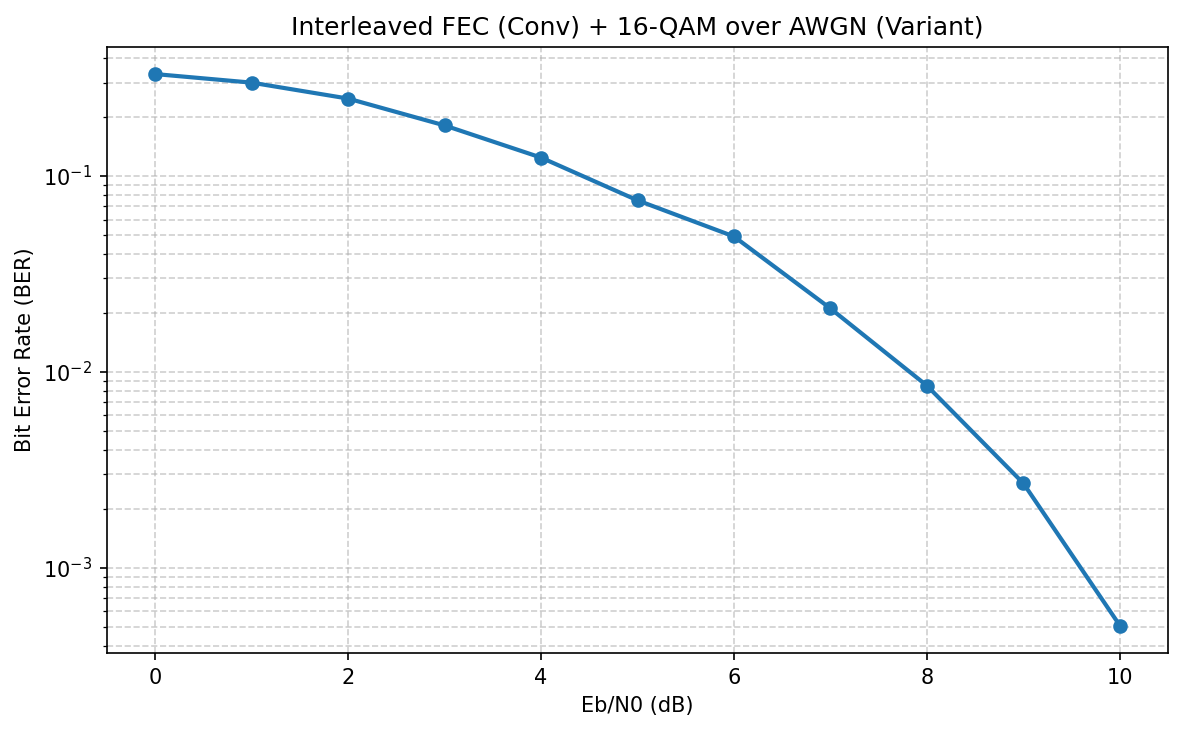 Interleaved FEC (Conv) + 16-QAM over AWGN (Variant)
Bit Error Rate (BER)
10⁻¹
10⁻²
10⁻³
0 2 4 6 8 10
Eb/N0 (dB)